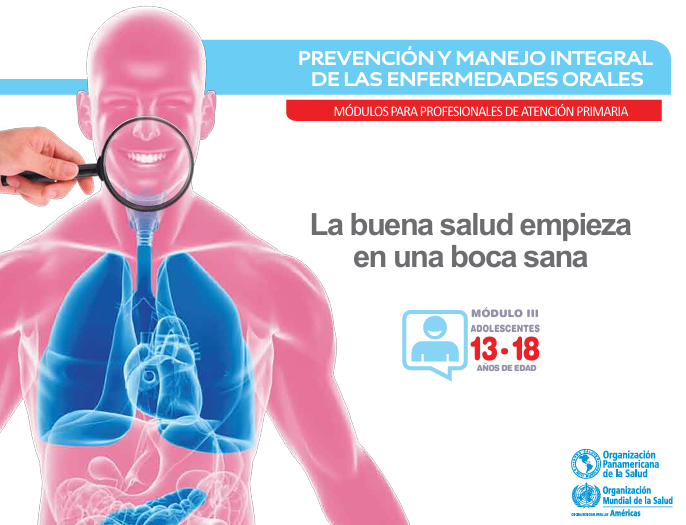 PREVENCIÓN Y MANEJO INTEGRAL
DE LAS ENFERMEDADES ORALES
MÓDULOS PARA PROFESIONALES DE ATENCIÓN PRIMARIA
La buena salud empieza
en una boca sana
MÓDULO III
ADOLESCENTES
13 - 18
AÑOS DE EDAD
Organización
Panamericana
de la Salud
Organización
Mundial de la Salud
Américas